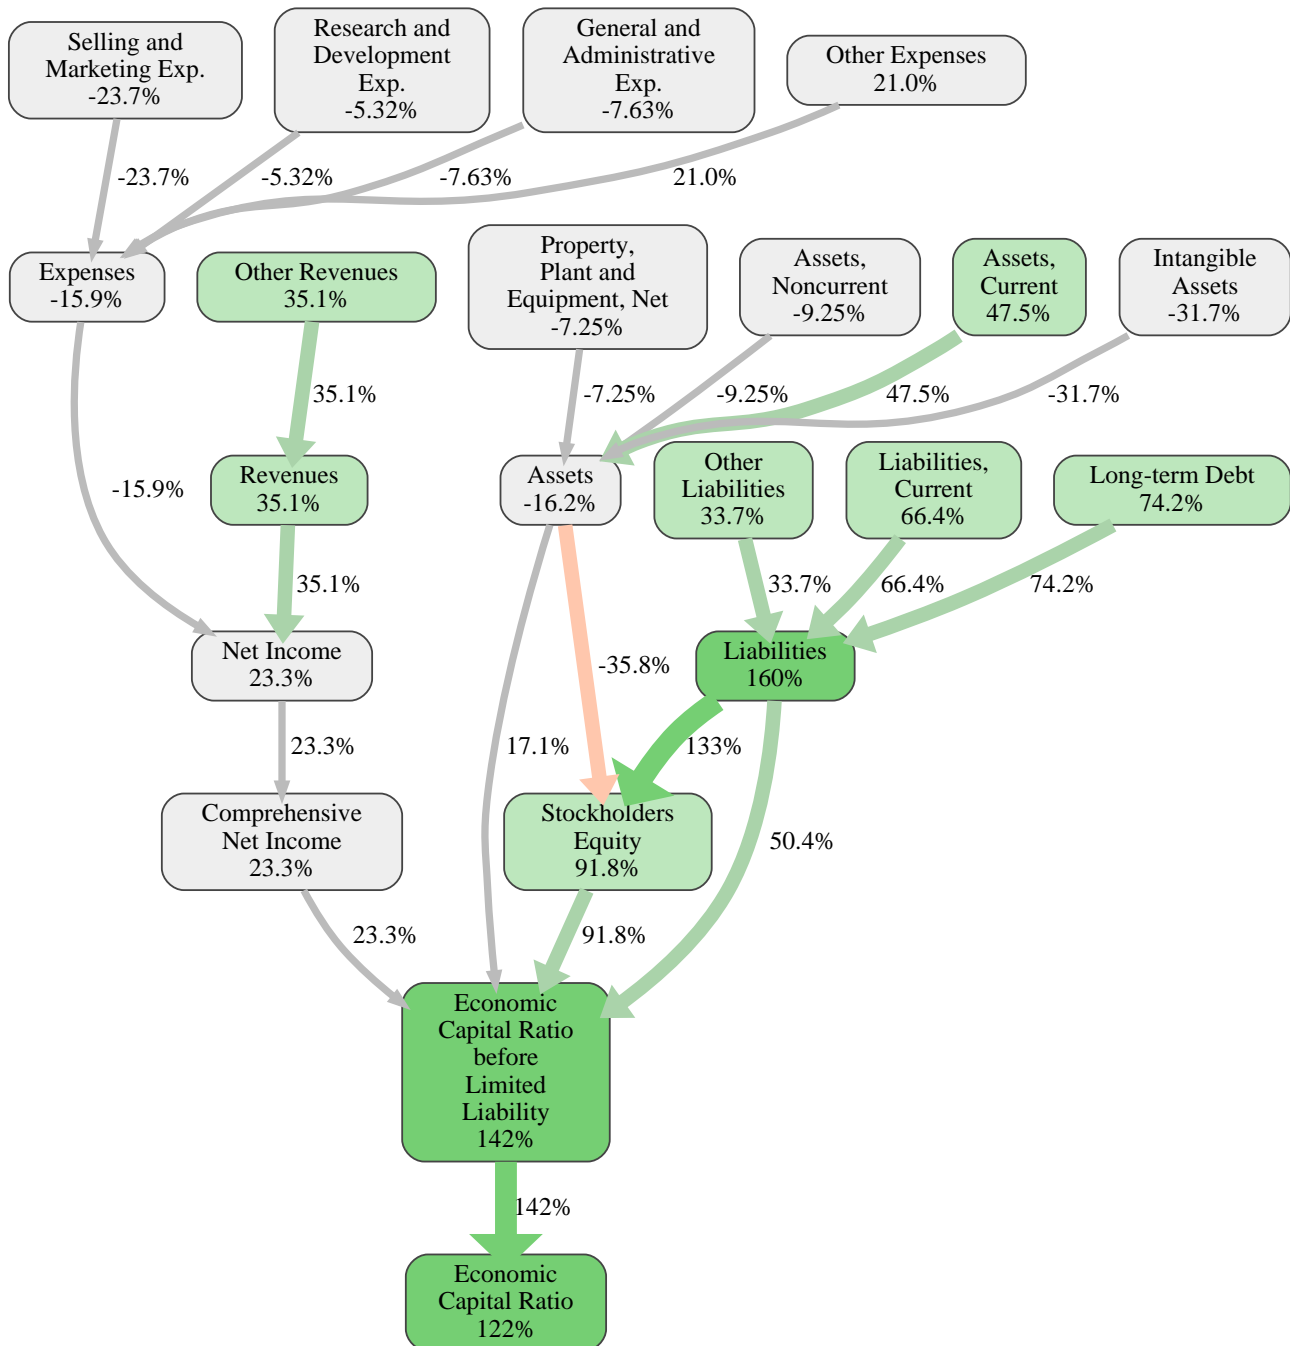 Selling and
Marketing Exp.
-23.7%
Research and
Development
Exp.
-5.32%
General and
Administrative
Exp.
-7.63%
Other Expenses
21.0%
-23.7%
-5.32%
-7.63%
21.0%
Expenses
-15.9%
Other Revenues
35.1%
Property,
Plant and
Equipment, Net
-7.25%
Assets,
Noncurrent
-9.25%
Assets,
Current
47.5%
Intangible
Assets
-31.7%
35.1%
-7.25%
-9.25%
47.5%
-31.7%
-15.9%
Revenues
35.1%
Assets
-16.2%
Other
Liabilities
33.7%
Liabilities,
Current
66.4%
Long-term Debt
74.2%
35.1%
33.7%
66.4%
74.2%
Net Income
23.3%
-35.8%
Liabilities
160%
23.3%
17.1%
133%
Comprehensive
Net Income
23.3%
Stockholders
Equity
91.8%
50.4%
23.3%
91.8%
Economic
Capital Ratio
before
Limited
Liability
142%
142%
Economic
Capital Ratio
122%